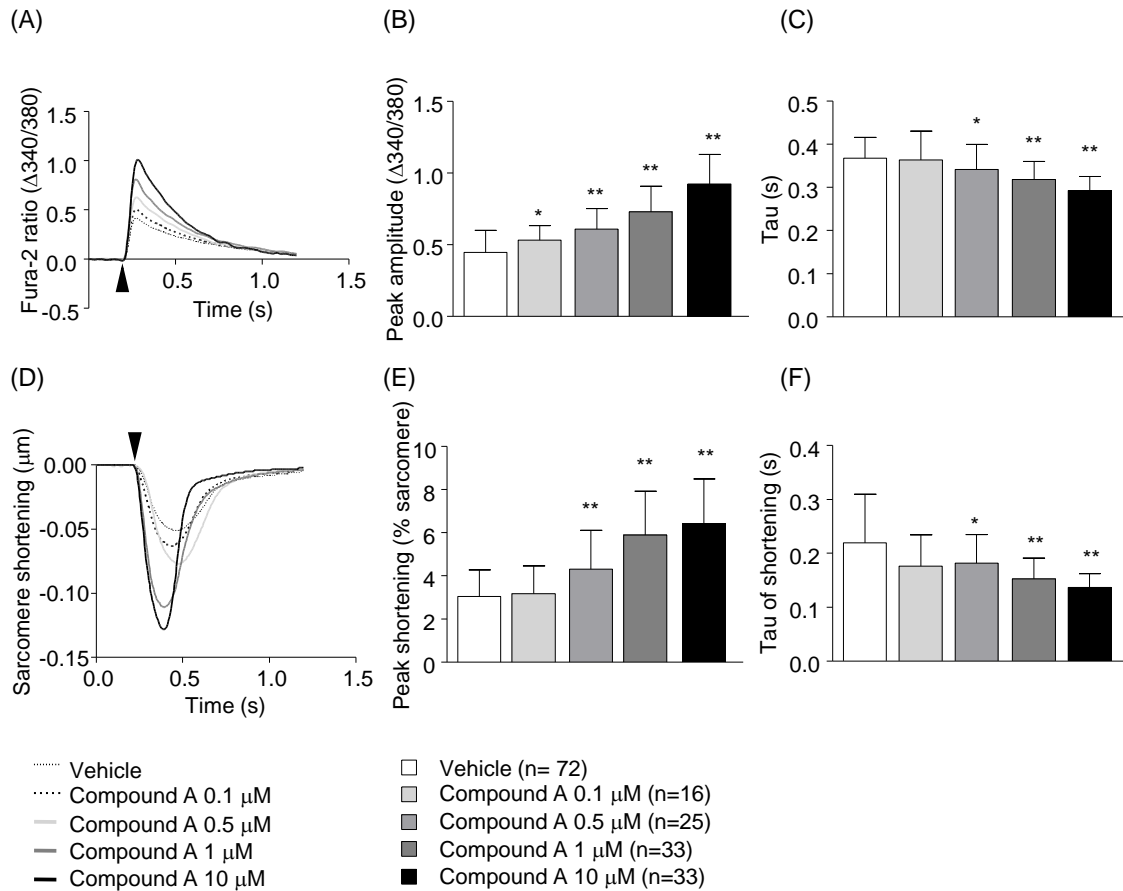 (A)
Fura-2 ratio (Δ340/380)
1.5
1.0
0.5
0.0
-0.5
0.5
1.0
1.5
Time (s)
(B)
Peak amplitude (Δ340/380)
1.5
1.0
0.5
0.0
*
**
**
**
(C)
Tau (s)
0.5
0.4
0.3
0.4
0.1
0.0
*
**
**
(D)
Sarcomere shortening (μm)
0.00
-0.05
-0.10
-0.15
0.0
0.5
1.0
1.5
Time (s)
(E)
Peak shortening (% sarcomere)
10
8
6
4
2
0
**
**
**
(F)
Tau of shortening (s)
0.4
0.3
0.2
0.1
0.0
*
**
**
Vehicle
Compound A 0.1 μM
Compound A 0.5 μM
Compound A 1 μM
Compound A 10 μM
Vehicle (n= 72)
Compound A 0.1 μM (n=16)
Compound A 0.5 μM (n=25)
Compound A 1 μM (n=33)
Compound A 10 μM (n=33)